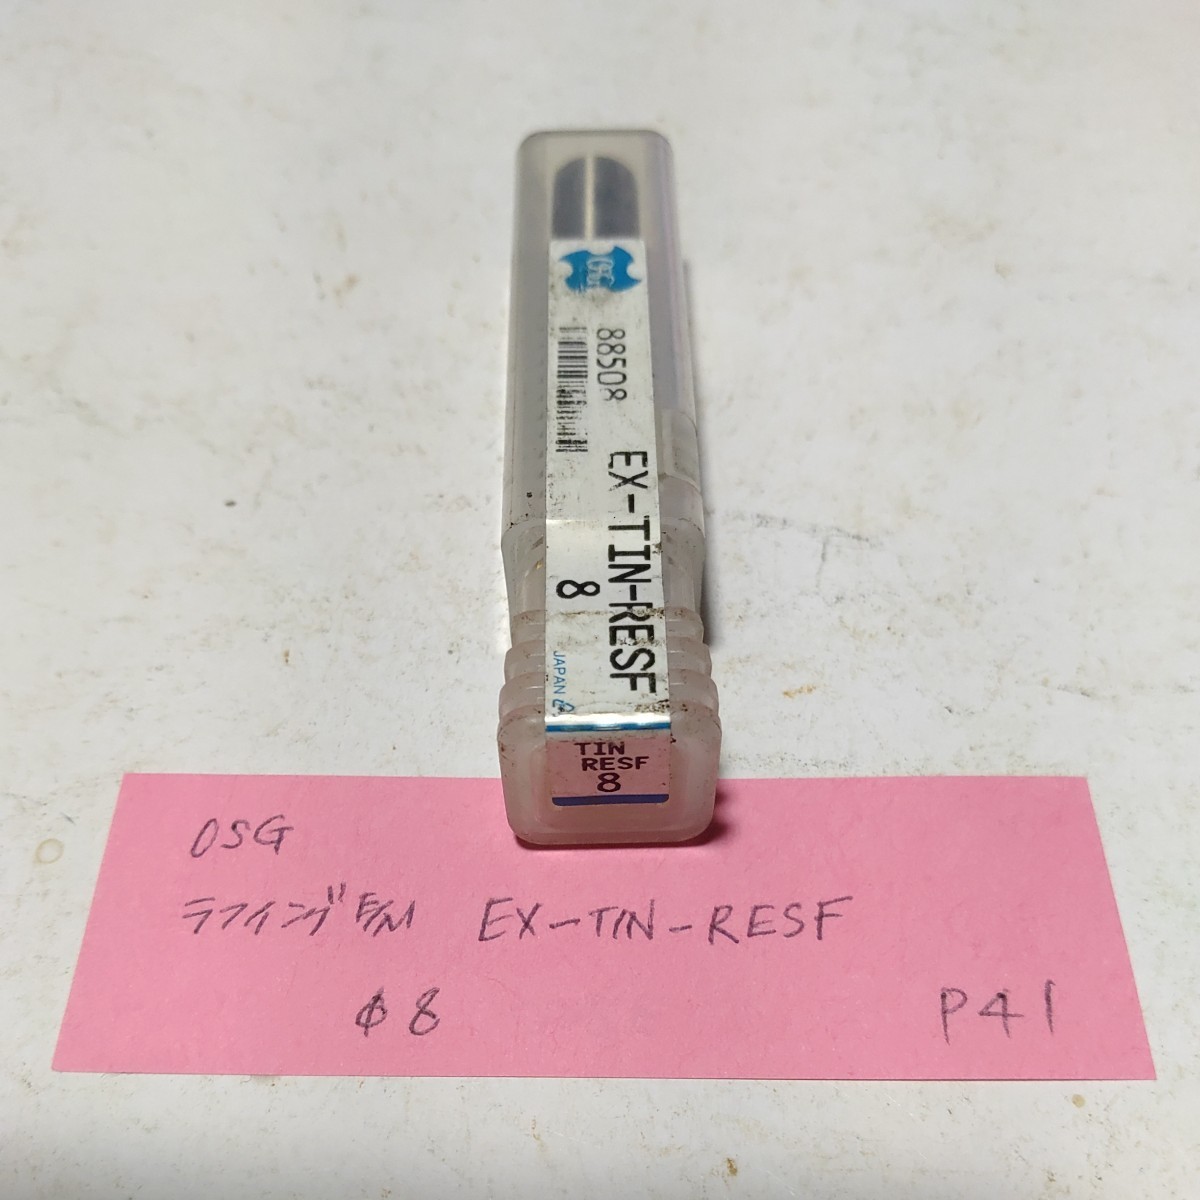 OSG
88508
EX-TIN-RESF
8
JAPAN
TIN
RESF
8
OSG
ラフィングE/M EX-TIN-RESF
φ8 P41